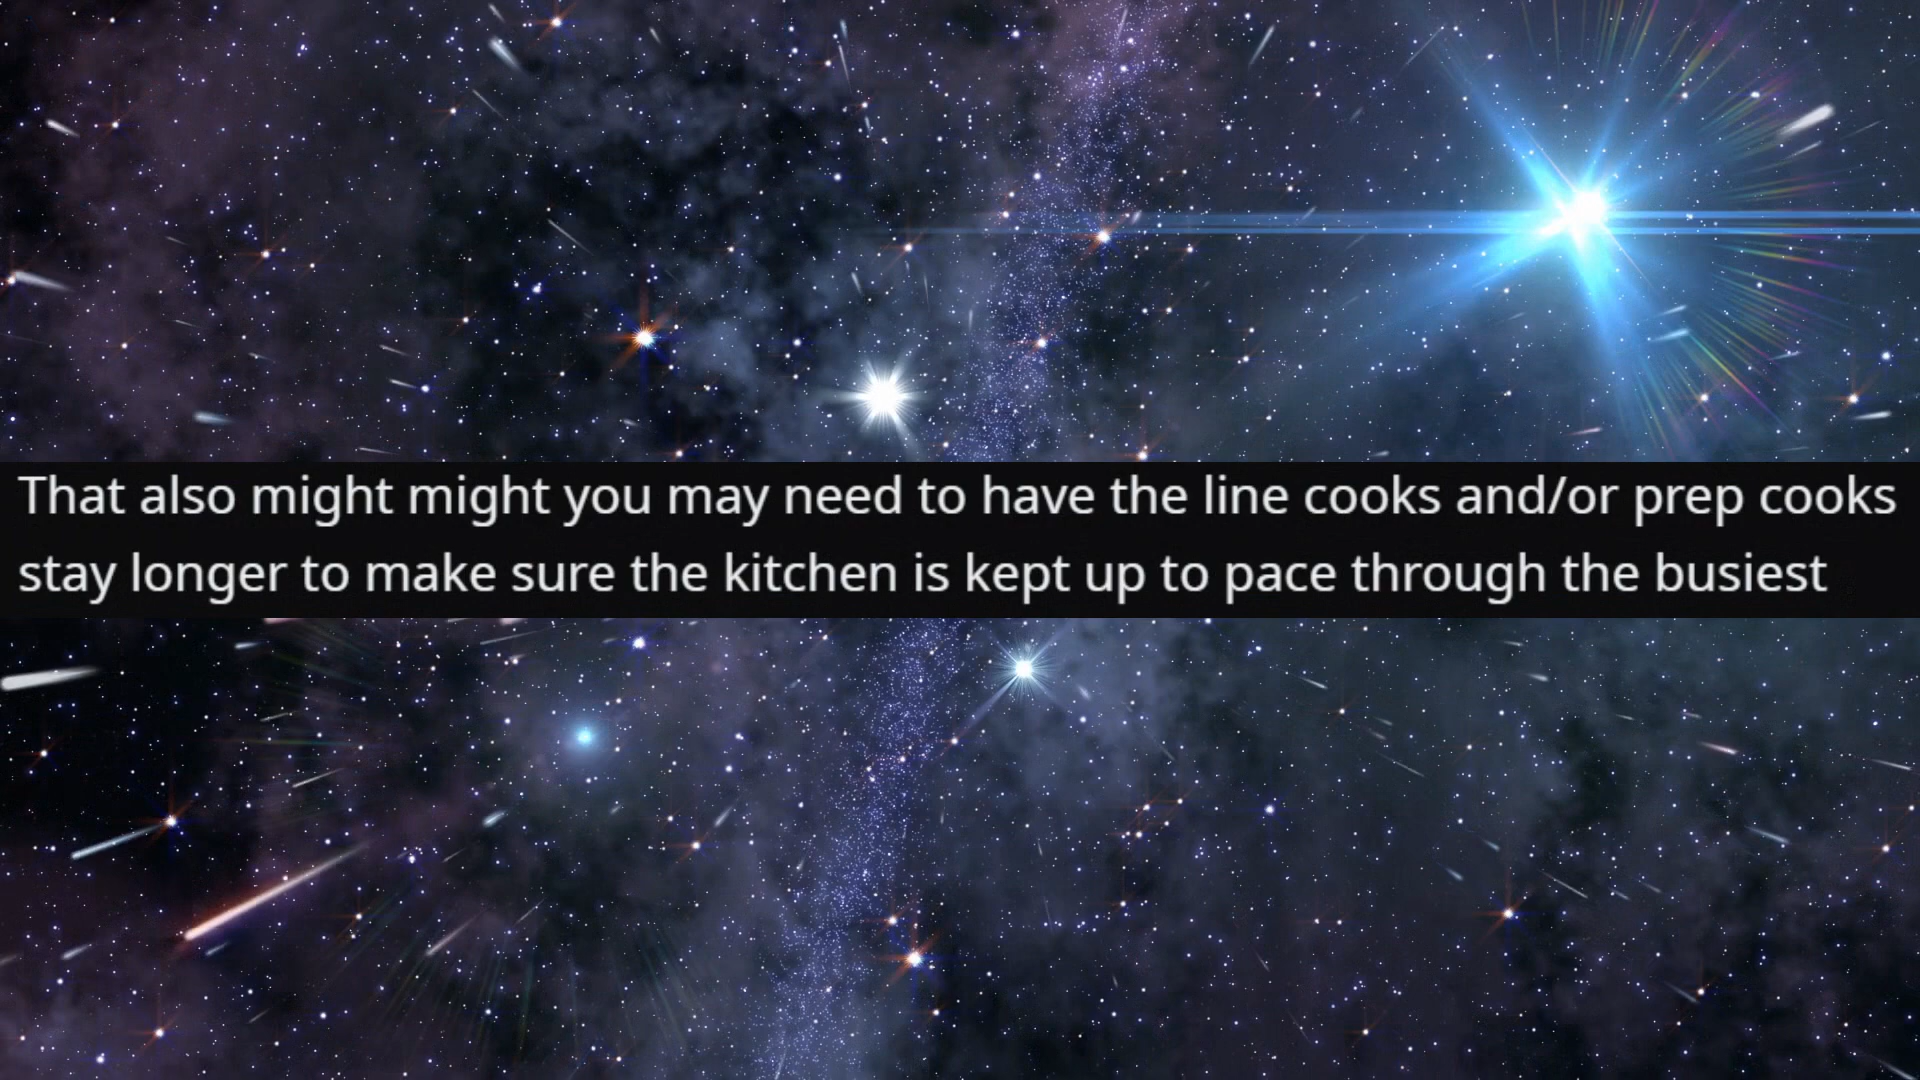 That also might might you may need to have the line cooks and/or prep cooks
stay longer to make sure the kitchen is kept up to pace through the busiest